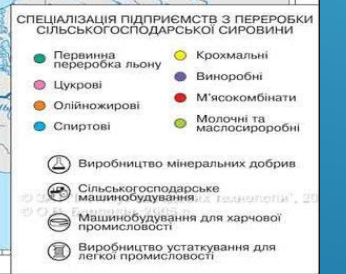 СПЕЦІАЛІЗАЦІЯ ПІДПРИЄМСТВ З ПЕРЕРОБКИ
СІЛЬСЬКОГОСПОДАРСЬКОЇ СИРОВИНИ
Первинна
переробка льону
Цукрові
Олійножирові
Спиртові
Крохмальні
Виноробні
М'ясокомбінати
Молочні та
маслосироробні
Виробництво мінеральних добрив
Сільськогосподарське
машинобудування
Машинобудування для харчової
промисловості
Виробництво устаткування для
легкої промисловості